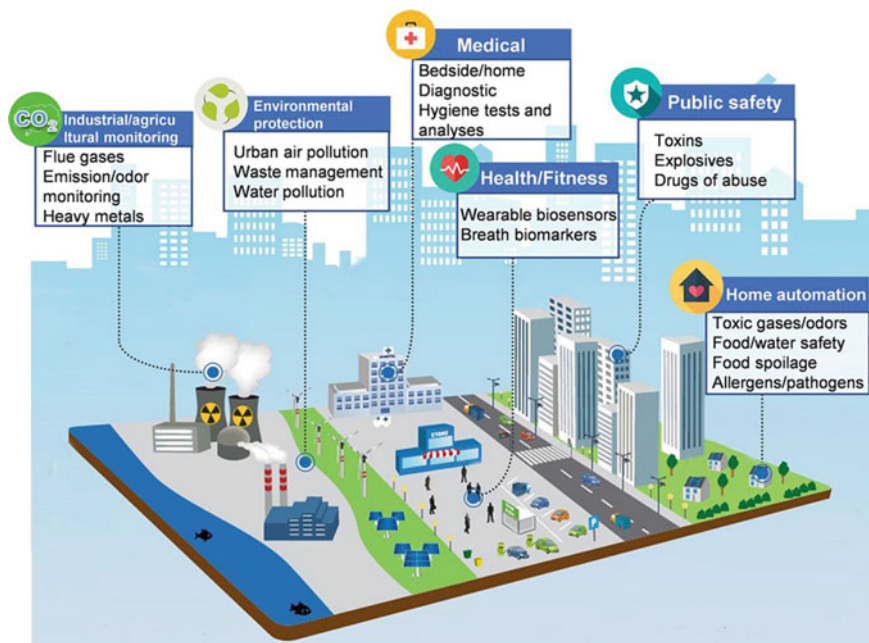 Medical
Bedside/home
Diagnostic
Hygiene tests and
analyses
CO2
Industrial/agricu
ltural monitoring
Flue gases
Emission/odor
monitoring
Heavy metals
Environmental
protection
Urban air pollution
Waste management
Water pollution
Public safety
Toxins
Explosives
Drugs of abuse
Health/Fitness
Wearable biosensors
Breath biomarkers
Home automation
Toxic gases/odors
Food/water safety
Food spoilage
Allergens/pathogens
STORE
P